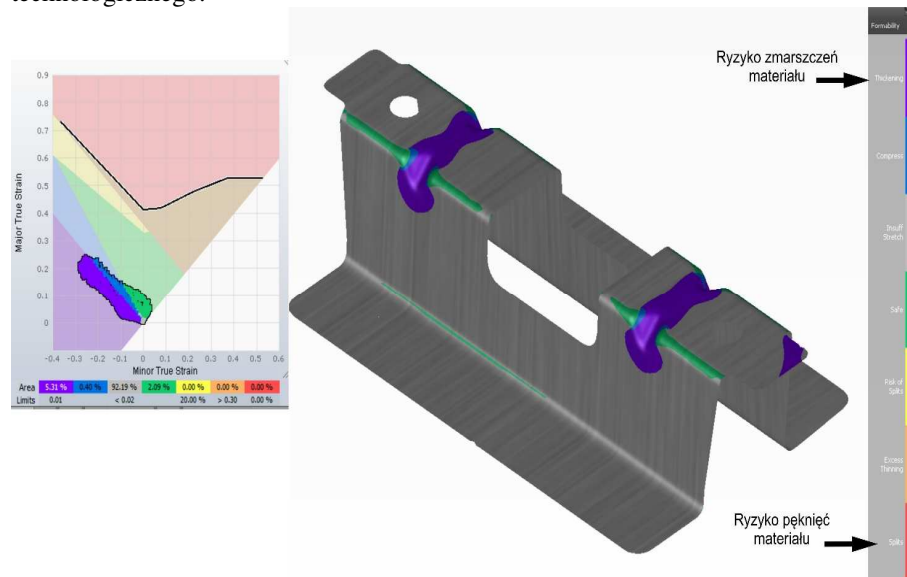 technologicznego.
Formability
Ryzyko zmarszczeń
materiału
Thickening
Compress
Insuff
Stretch
Safe
Risk of
Splits
Excess
Thinning
Ryzyko pęknięć
materiału
Splits
Major True Strain
0.9
0.8
0.7
0.6
0.5
0.4
0.3
0.2
0.1
0
-0.4 -0.3 -0.2 -0.1 0 0.1 0.2 0.3 0.4 0.5 0.6
Minor True Strain
Area 5.31 % 0.40 % 92.19 % 2.09 % 0.00 % 0.00 % 0.00 %
Limits 0.01 < 0.02 20.00 % > 0.30 0.00 %